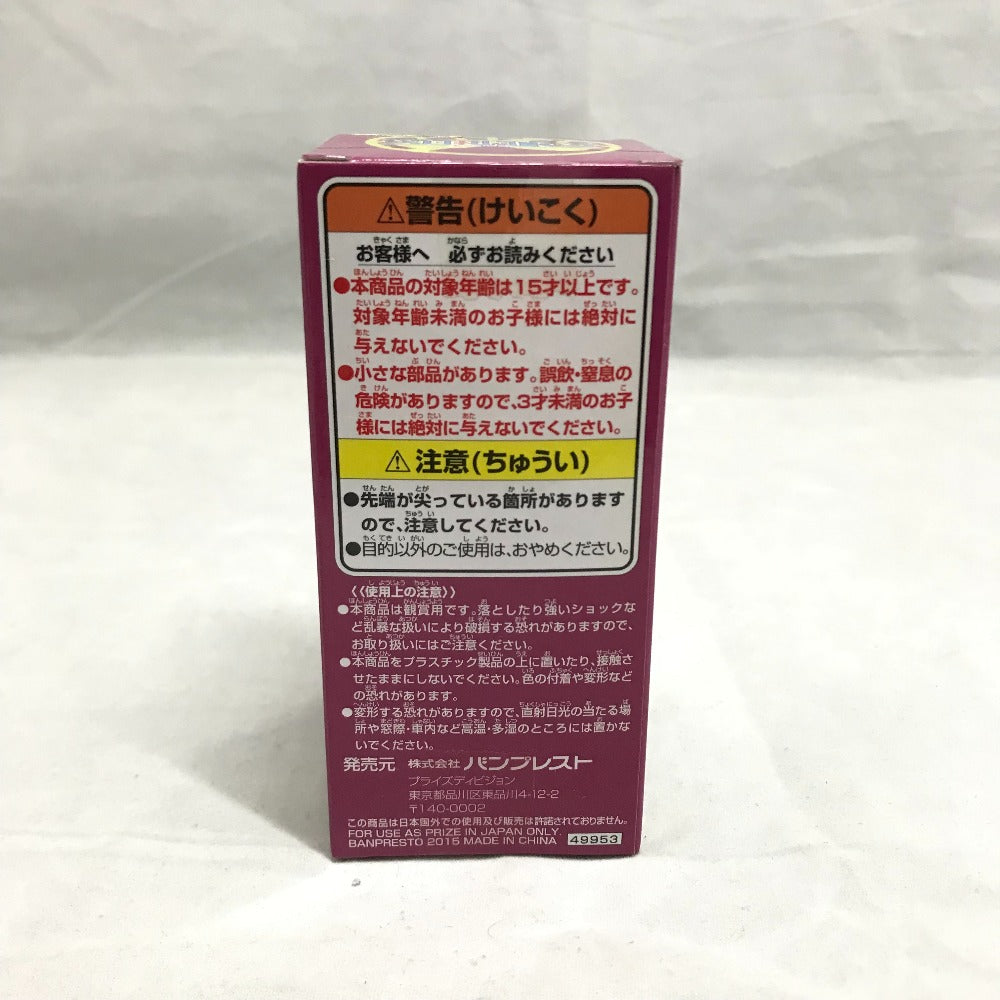 ⚠警告(けいこく)
お客様へ 必ずお読みください
●本商品の対象年齢は15才以上です。
対象年齢未満のお子様には絶対に
与えないでください。
●小さな部品があります。誤飲・窒息の
危険がありますので、3才未満のお子
様には絶対に与えないでください。
⚠注意(ちゅうい)
●先端が尖っている箇所があります
ので、注意してください。
●目的以外のご使用は、おやめください。
《使用上の注意》
●本商品は観賞用です。落としたり強いショックな
ど乱暴な扱いにより破損する恐れがありますので、
お取り扱いにはご注意ください。
●本商品をプラスチック製品の上に置いたり、接触さ
せたままにしないでください。色の付着や変形など
の恐れがあります。
●変形する恐れがありますので、直射日光の当たる場
所や窓際・車内など高温・多湿のところには置かな
いでください。
発売元 株式会社 バンプレスト
プライズディビジョン
東京都品川区東品川4-12-2
〒140-0002
この商品は日本国外での使用及び販売は許諾されておりません。
FOR USE AS PRIZE IN JAPAN ONLY.
BANPRESTO 2015 MADE IN CHINA 49953